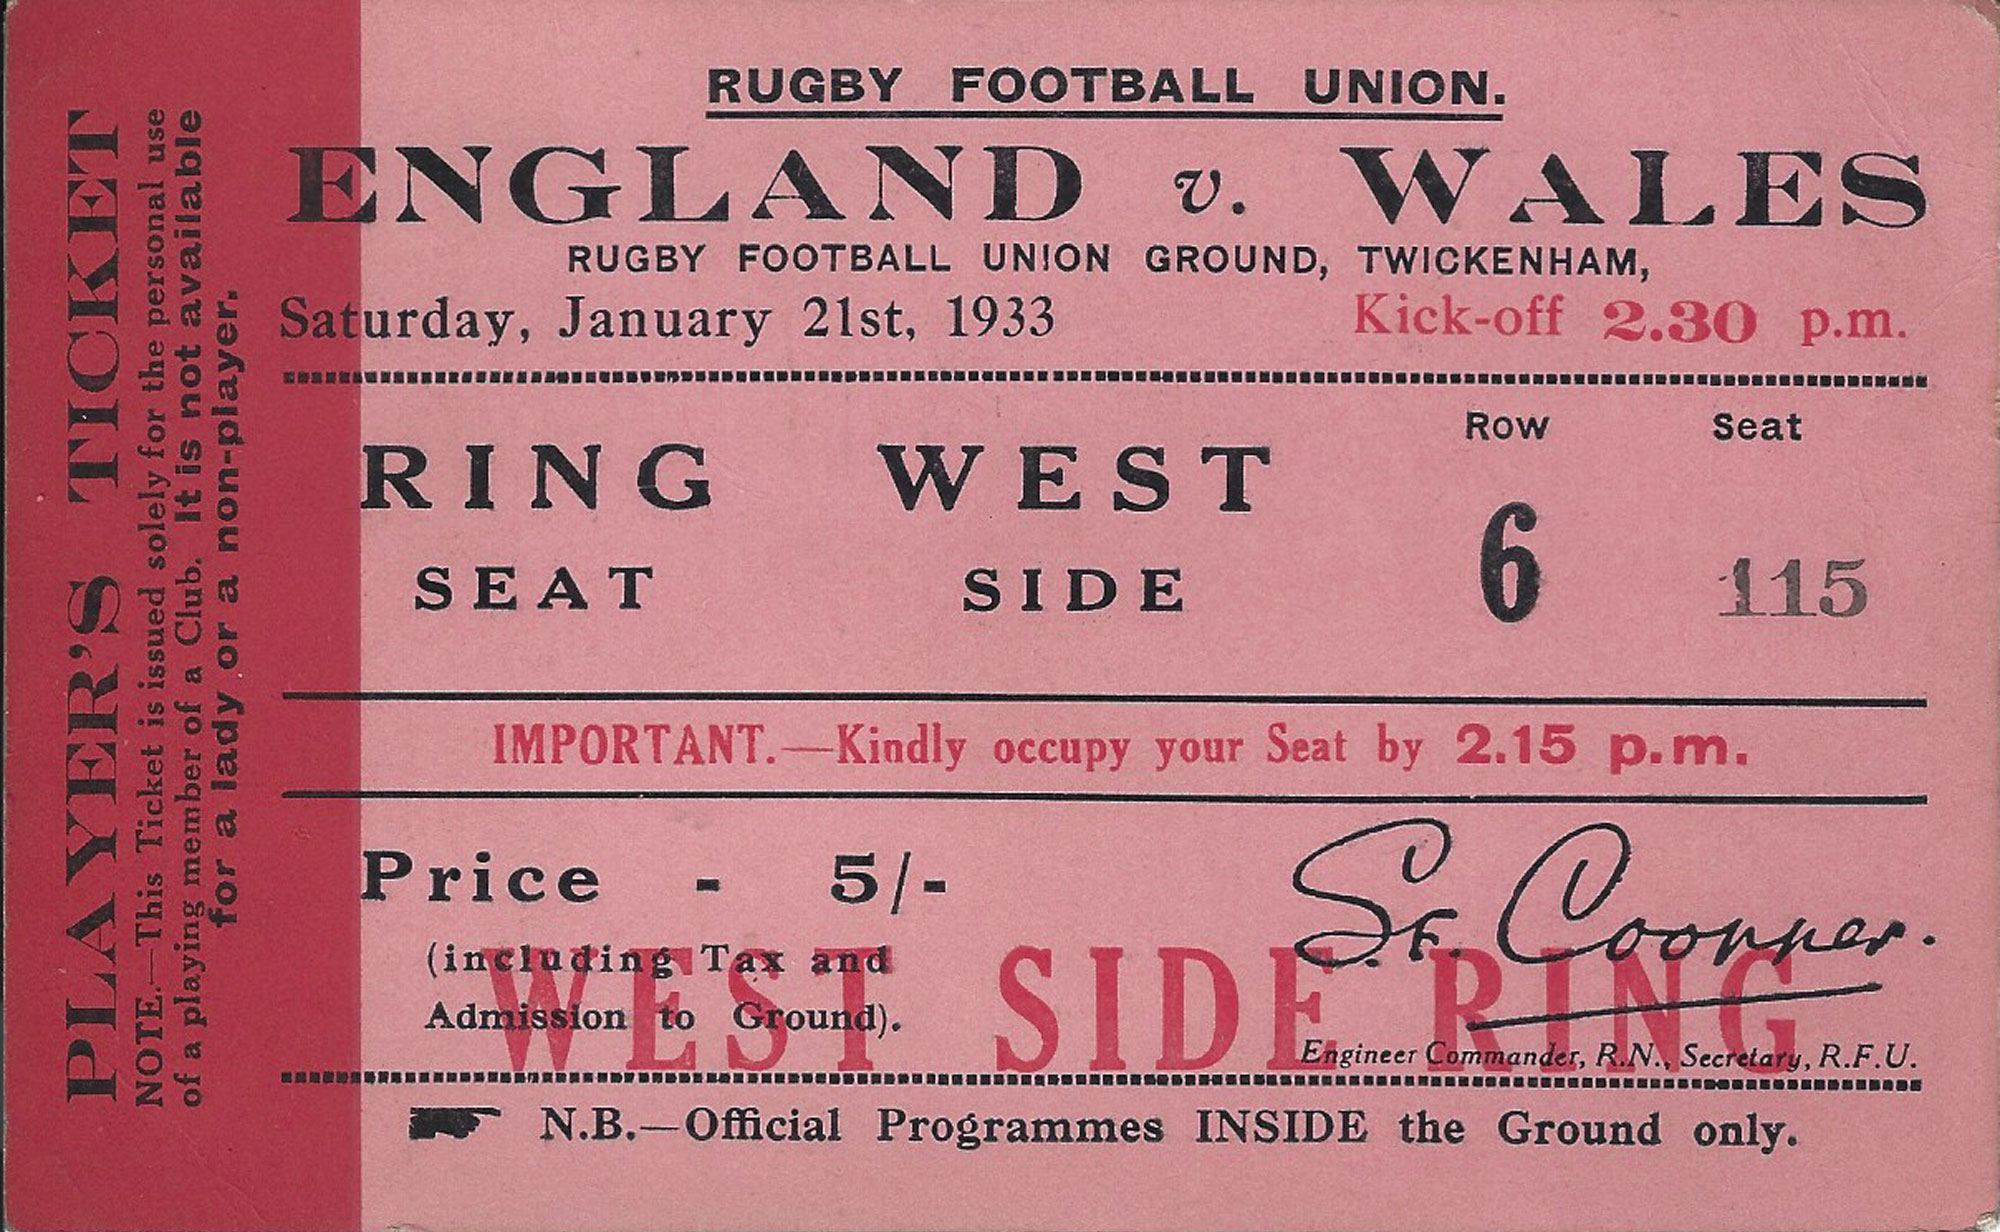 PLAYER'S TICKET
NOTE.—This Ticket is issued solely for the personal use
of a playing member of a Club. It is not available
for a lady or a non-player.
RUGBY FOOTBALL UNION.
ENGLAND v. WALES
RUGBY FOOTBALL UNION GROUND, TWICKENHAM,
Saturday, January 21st, 1933 Kick-off 2.30 p.m.
Row Seat
RING WEST
6 115
SEAT SIDE
IMPORTANT.—Kindly occupy your Seat by 2.15 p.m.
Price - 5/-
S.F. Coopper.
(including Tax and
Admission to Ground).
WEST SIDE RING
Engineer Commander, R.N., Secretary, R.F.U.
N.B.—Official Programmes INSIDE the Ground only.